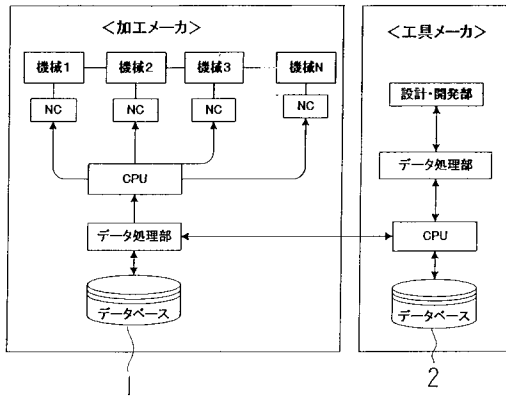 <加工メーカ>
機械1 機械2 機械3 機械N
NC NC NC NC
CPU
データ処理部
データベース
1
<工具メーカ>
設計・開発部
データ処理部
CPU
データベース
2